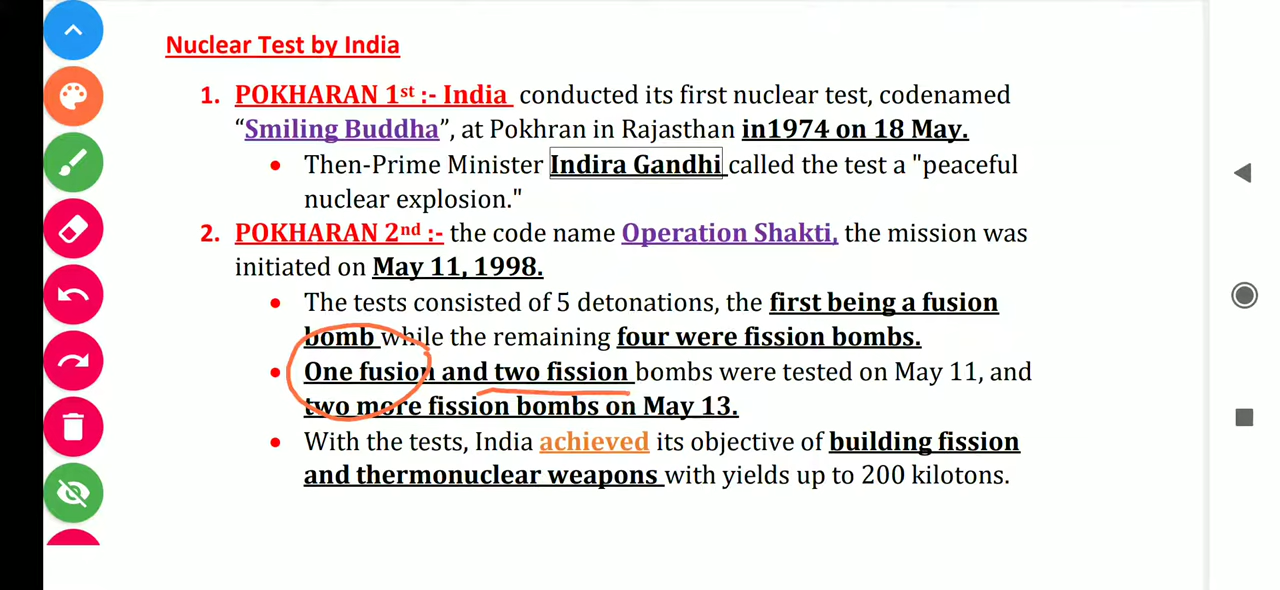 Nuclear Test by India
1. POKHARAN 1st :- India conducted its first nuclear test, codenamed
“Smiling Buddha”, at Pokhran in Rajasthan in1974 on 18 May.
• Then-Prime Minister Indira Gandhi called the test a "peaceful
nuclear explosion."
2. POKHARAN 2nd :- the code name Operation Shakti, the mission was
initiated on May 11, 1998.
• The tests consisted of 5 detonations, the first being a fusion
bomb while the remaining four were fission bombs.
• One fusion and two fission bombs were tested on May 11, and
two more fission bombs on May 13.
• With the tests, India achieved its objective of building fission
and thermonuclear weapons with yields up to 200 kilotons.